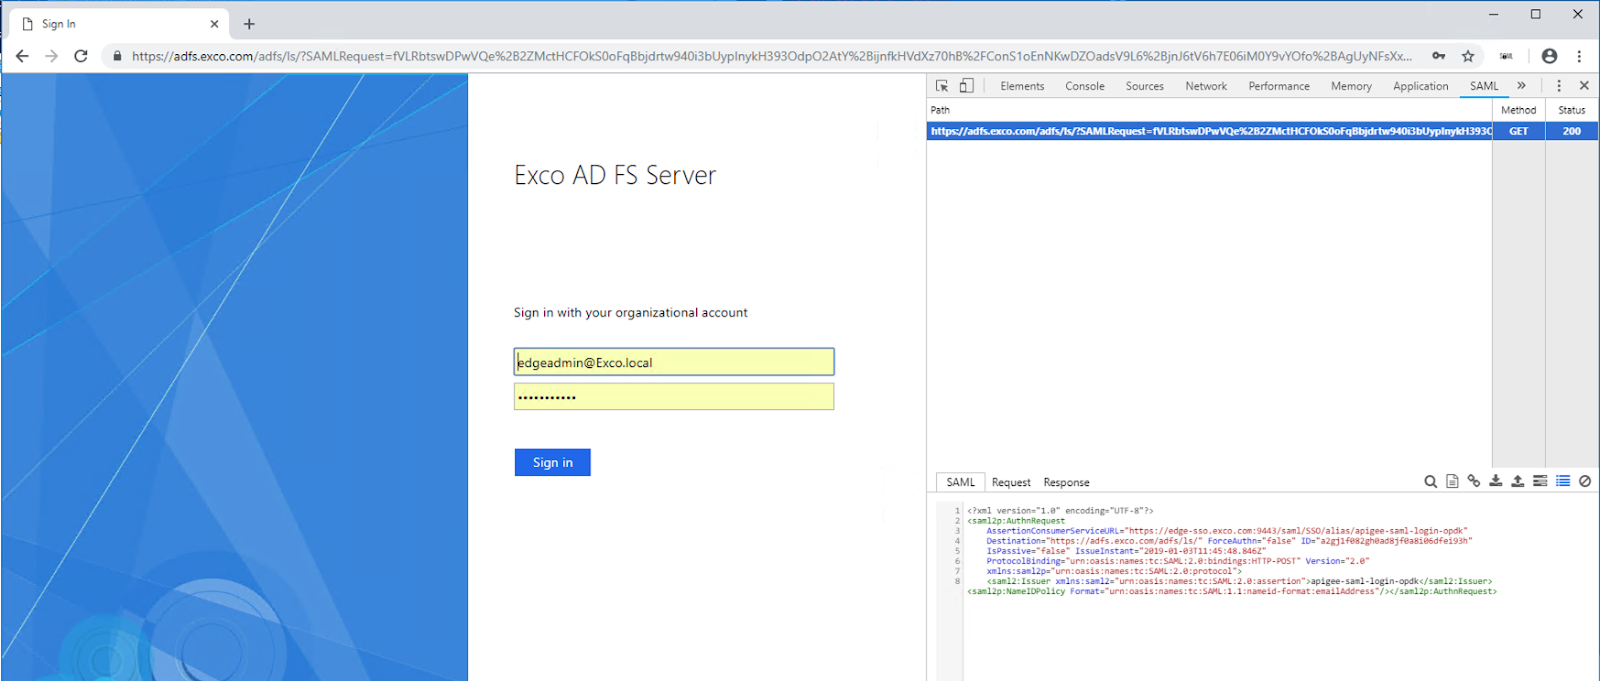 Sign In
https://adfs.exco.com/adfs/ls/?SAMLRequest=fVLRbtswDPwVQe%2B2ZMctHCFOkS0oFqBbjdrtw940i3bUyplnykH393OdpO2AtY%2BijnfkHVdXz70hB%2FConS1oEnNKwDZOadsV9L6%2BjnJ6tV6h7E06iM0Y9vYOfo%2BAgUyNFsXx...
Elements
Console
Sources
Network
Performance
Memory
Application
SAML
»
Path
Method
Status
https://adfs.exco.com/adfs/ls/?SAMLRequest=fVLRbtswDPwVQe%2B2ZMctHCFOkS0oFqBbjdrtw940i3bUyplnykH393C
GET
200
Exco AD FS Server
Sign in with your organizational account
edgeadmin@Exco.local
•••••••••••
Sign in
SAML
Request
Response
1 <?xml version="1.0" encoding="UTF-8"?>
2 <saml2p:AuthnRequest
3 AssertionConsumerServiceURL="https://edge-sso.exco.com:9443/saml/SSO/alias/apigee-saml-login-opdk"
4 Destination="https://adfs.exco.com/adfs/ls/" ForceAuthn="false" ID="a2gj1f082gh0ad8jf0a8i06dfei93h"
5 IsPassive="false" IssueInstant="2019-01-03T11:45:48.846Z"
6 ProtocolBinding="urn:oasis:names:tc:SAML:2.0:bindings:HTTP-POST" Version="2.0"
7 xmlns:saml2p="urn:oasis:names:tc:SAML:2.0:protocol">
8 <saml2:Issuer xmlns:saml2="urn:oasis:names:tc:SAML:2.0:assertion">apigee-saml-login-opdk</saml2:Issuer>
<saml2p:NameIDPolicy Format="urn:oasis:names:tc:SAML:1.1:nameid-format:emailAddress"/></saml2p:AuthnRequest>